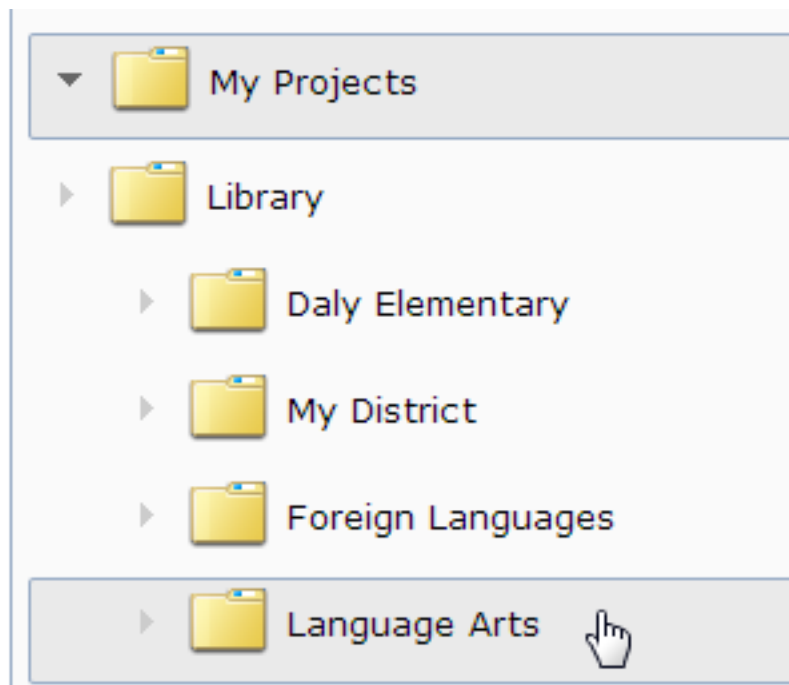 My Projects
Library
Daly Elementary
My District
Foreign Languages
Language Arts